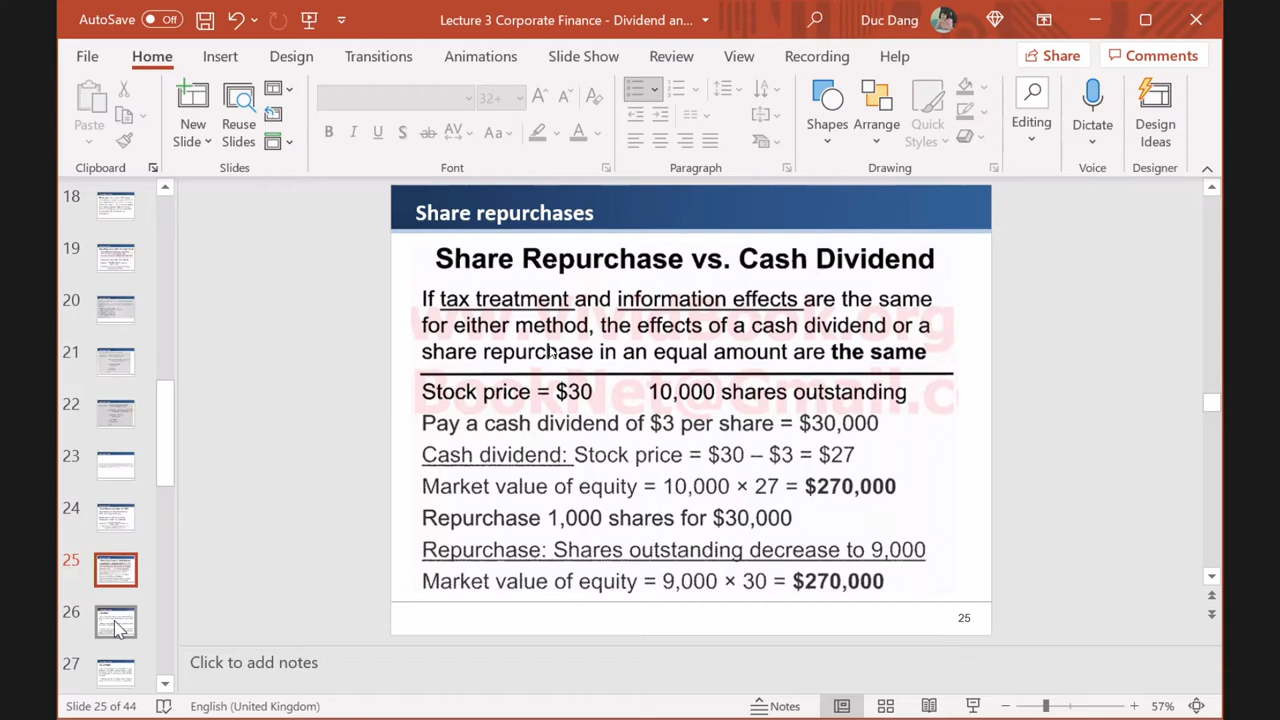 AutoSave Off Lecture 3 Corporate Finance - Dividend an... Duc Dang
File Home Insert Design Transitions Animations Slide Show Review View Recording Help Share Comments
Paste New Slide Reuse Slides 32+ Shapes Arrange Quick Styles Editing Dictate Design Ideas
Clipboard Slides Font Paragraph Drawing Voice Designer
18
19
20
21
22
23
24
25
26
27
Share repurchases
Share Repurchase vs. Cash Dividend
If tax treatment and information effects are the same
for either method, the effects of a cash dividend or a
share repurchase in an equal amount are the same
Stock price = $30 10,000 shares outstanding
Pay a cash dividend of $3 per share = $30,000
Cash dividend: Stock price = $30 – $3 = $27
Market value of equity = 10,000 × 27 = $270,000
Repurchase 1,000 shares for $30,000
Repurchase: Shares outstanding decrease to 9,000
Market value of equity = 9,000 × 30 = $270,000
25
Click to add notes
Slide 25 of 44 English (United Kingdom) Notes 57%